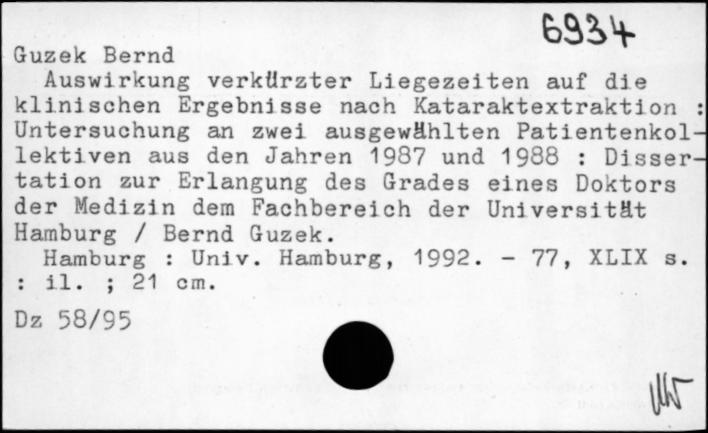 6934
Guzek Bernd
Auswirkung verkürzter Liegezeiten auf die
klinischen Ergebnisse nach Kataraktextraktion :
Untersuchung an zwei ausgewählten Patientenkol-
lektiven aus den Jahren 1987 und 1988 : Disser-
tation zur Erlangung des Grades eines Doktors
der Medizin dem Fachbereich der Universität
Hamburg / Bernd Guzek.
Hamburg : Univ. Hamburg, 1992. - 77, XLIX s.
: il. ; 21 cm.
Dz 58/95